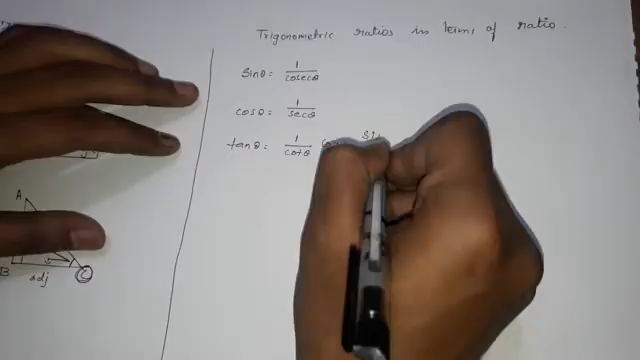 Trigonometric ratios in terms of ratio.
sinθ = 1/cosecθ
cosθ = 1/secθ
tanθ = 1/cotθ
A
B adj C